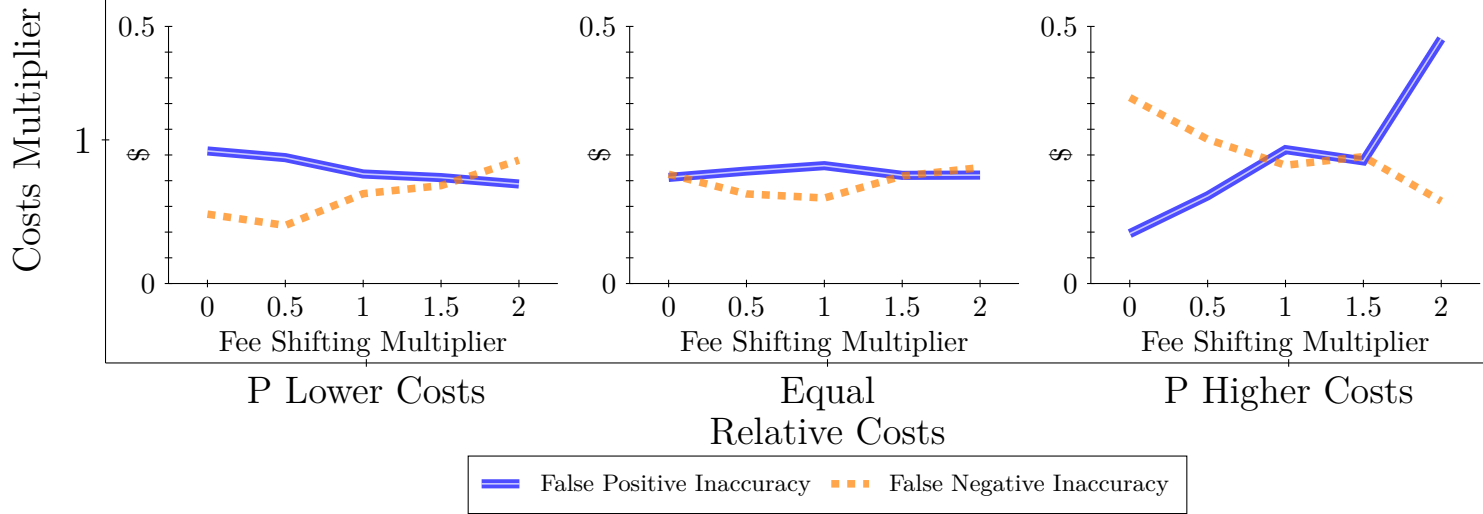 Costs Multiplier
1
0.5
$
0
0 0.5 1 1.5 2
Fee Shifting Multiplier
0.5
$
0
0 0.5 1 1.5 2
Fee Shifting Multiplier
0.5
$
0
0 0.5 1 1.5 2
Fee Shifting Multiplier
P Lower Costs
Equal
P Higher Costs
Relative Costs
False Positive Inaccuracy
False Negative Inaccuracy